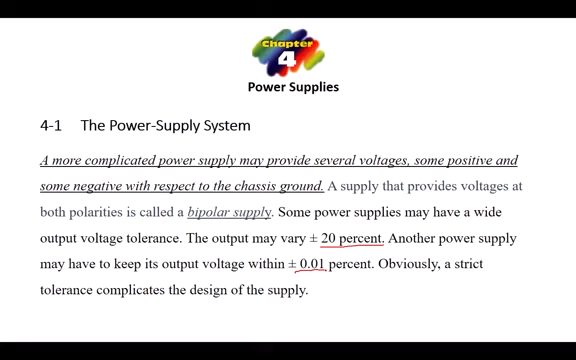 Chapter
4
Power Supplies
4-1 The Power-Supply System
A more complicated power supply may provide several voltages, some positive and
some negative with respect to the chassis ground. A supply that provides voltages at
both polarities is called a bipolar supply. Some power supplies may have a wide
output voltage tolerance. The output may vary ± 20 percent. Another power supply
may have to keep its output voltage within ± 0.01 percent. Obviously, a strict
tolerance complicates the design of the supply.